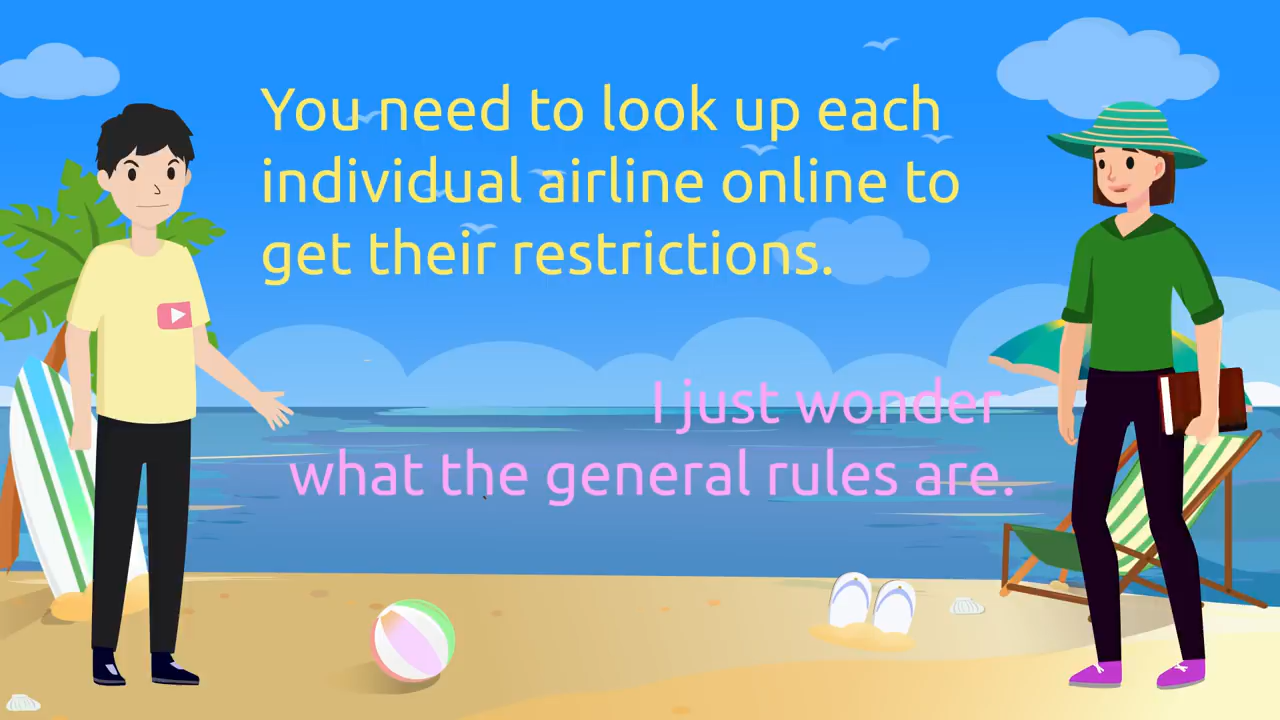 You need to look up each
individual airline online to
get their restrictions.
I just wonder
what the general rules are.